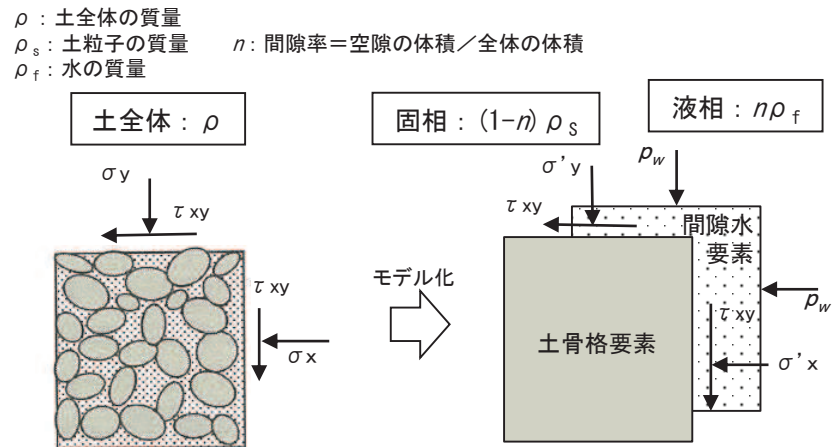 ρ：土全体の質量
ρs：土粒子の質量　n：間隙率＝空隙の体積／全体の体積
ρf：水の質量
土全体：ρ
固相：(1-n) ρs
液相：nρf
σy
τxy
τxy
σx
モデル化
σ'y
pw
τxy
間隙水
要素
τxy
pw
土骨格要素
σ'x